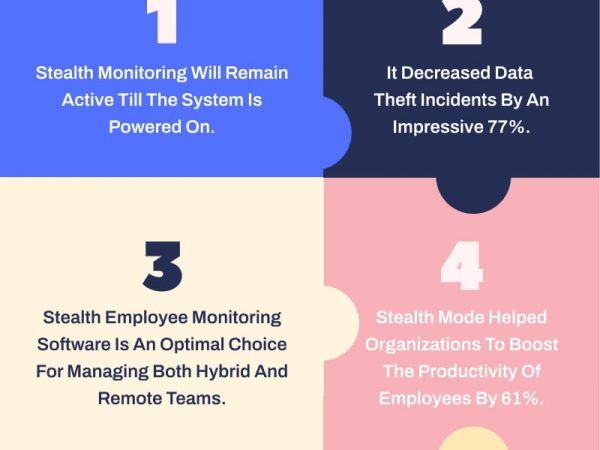 1
Stealth Monitoring Will Remain
Active Till The System Is
Powered On.
2
It Decreased Data
Theft Incidents By An
Impressive 77%.
3
Stealth Employee Monitoring
Software Is An Optimal Choice
For Managing Both Hybrid And
Remote Teams.
4
Stealth Mode Helped
Organizations To Boost
The Productivity Of
Employees By 61%.